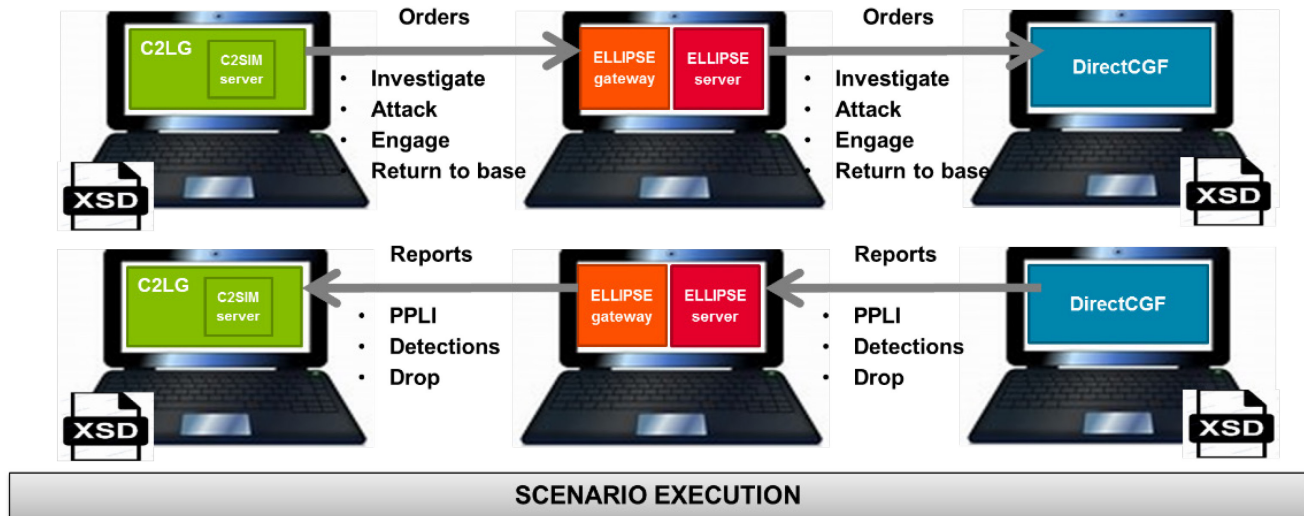 Orders
Orders
C2LG
C2SIM
server
ELLIPSE
gateway
ELLIPSE
server
DirectCGF
• Investigate
• Attack
• Engage
• Return to base
• Investigate
• Attack
• Engage
• Return to base
XSD
XSD
Reports
Reports
C2LG
C2SIM
server
ELLIPSE
gateway
ELLIPSE
server
DirectCGF
• PPLI
• Detections
• Drop
• PPLI
• Detections
• Drop
XSD
XSD
SCENARIO EXECUTION